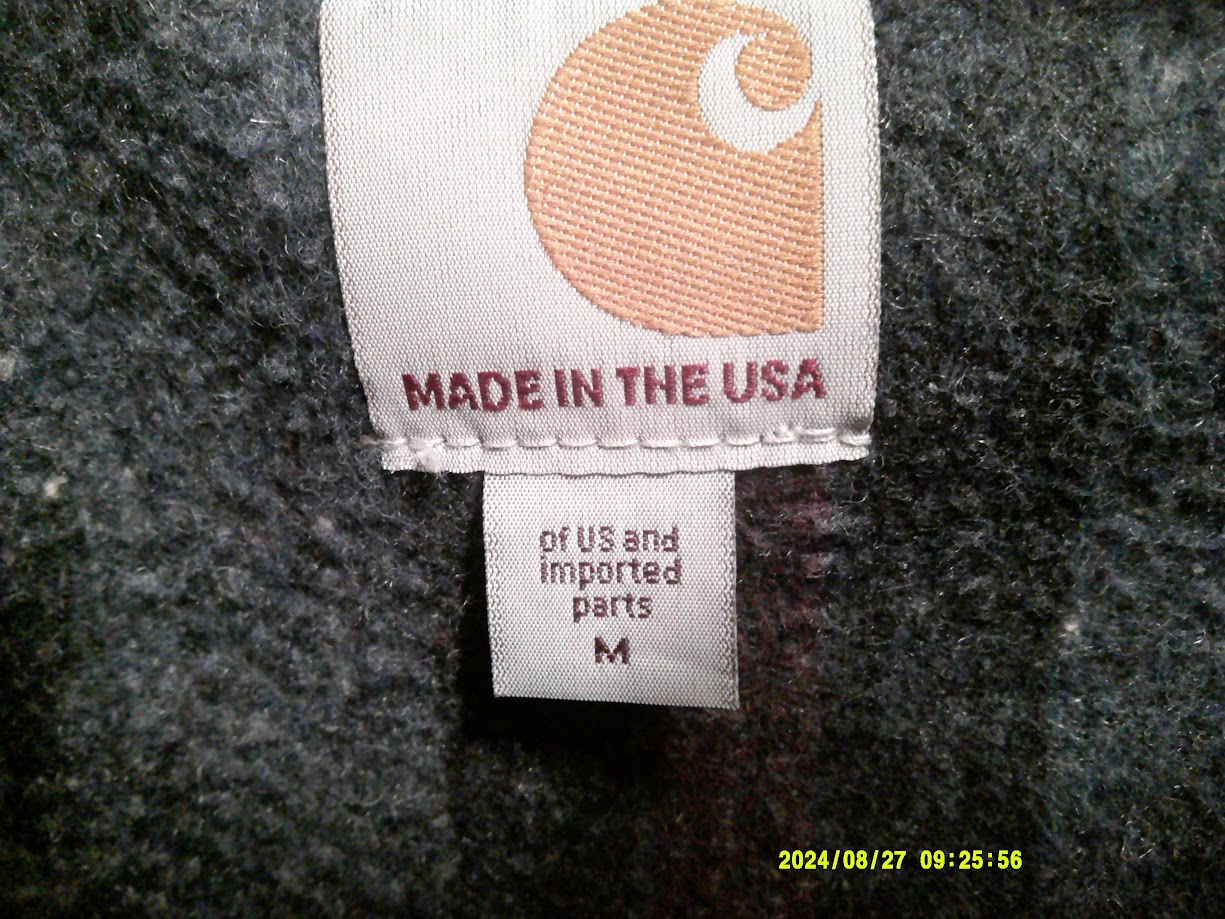 MADE IN THE USA
of US and
imported
parts
M
2024/08/27 09:25:56